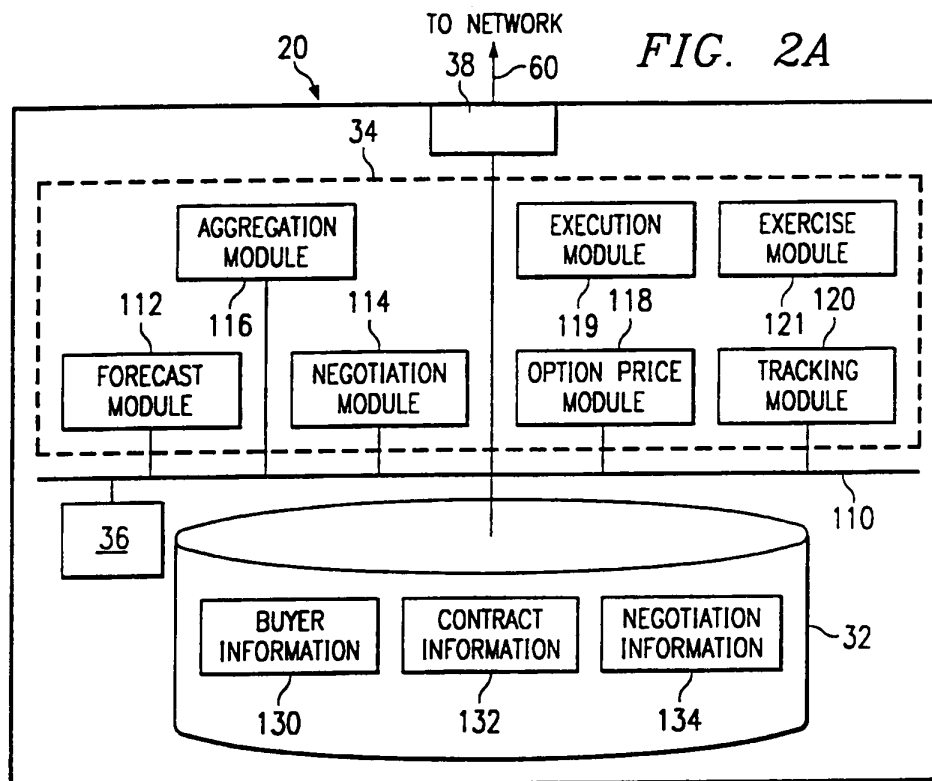 TO NETWORK
FIG. 2A
20
38
60
34
AGGREGATION
MODULE
EXECUTION
MODULE
EXERCISE
MODULE
112
116
114
119
118
121
120
FORECAST
MODULE
NEGOTIATION
MODULE
OPTION PRICE
MODULE
TRACKING
MODULE
36
110
BUYER
INFORMATION
CONTRACT
INFORMATION
NEGOTIATION
INFORMATION
32
130
132
134